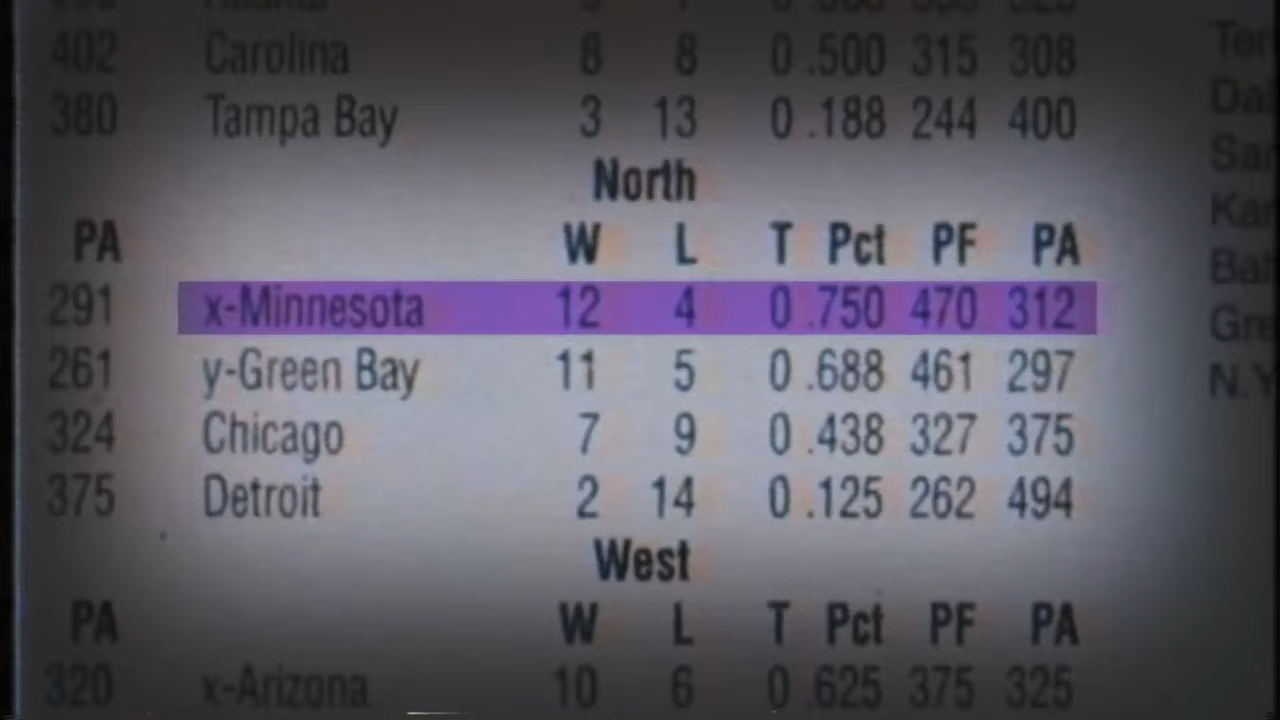 402 Carolina 8 8 0 .500 315 308
380 Tampa Bay 3 13 0 .188 244 400
North
PA W L T Pct PF PA
291 x-Minnesota 12 4 0 .750 470 312
261 y-Green Bay 11 5 0 .688 461 297
324 Chicago 7 9 0 .438 327 375
375 Detroit 2 14 0 .125 262 494
West
PA W L T Pct PF PA
320 x-Arizona 10 6 0 .625 375 325
N.Y